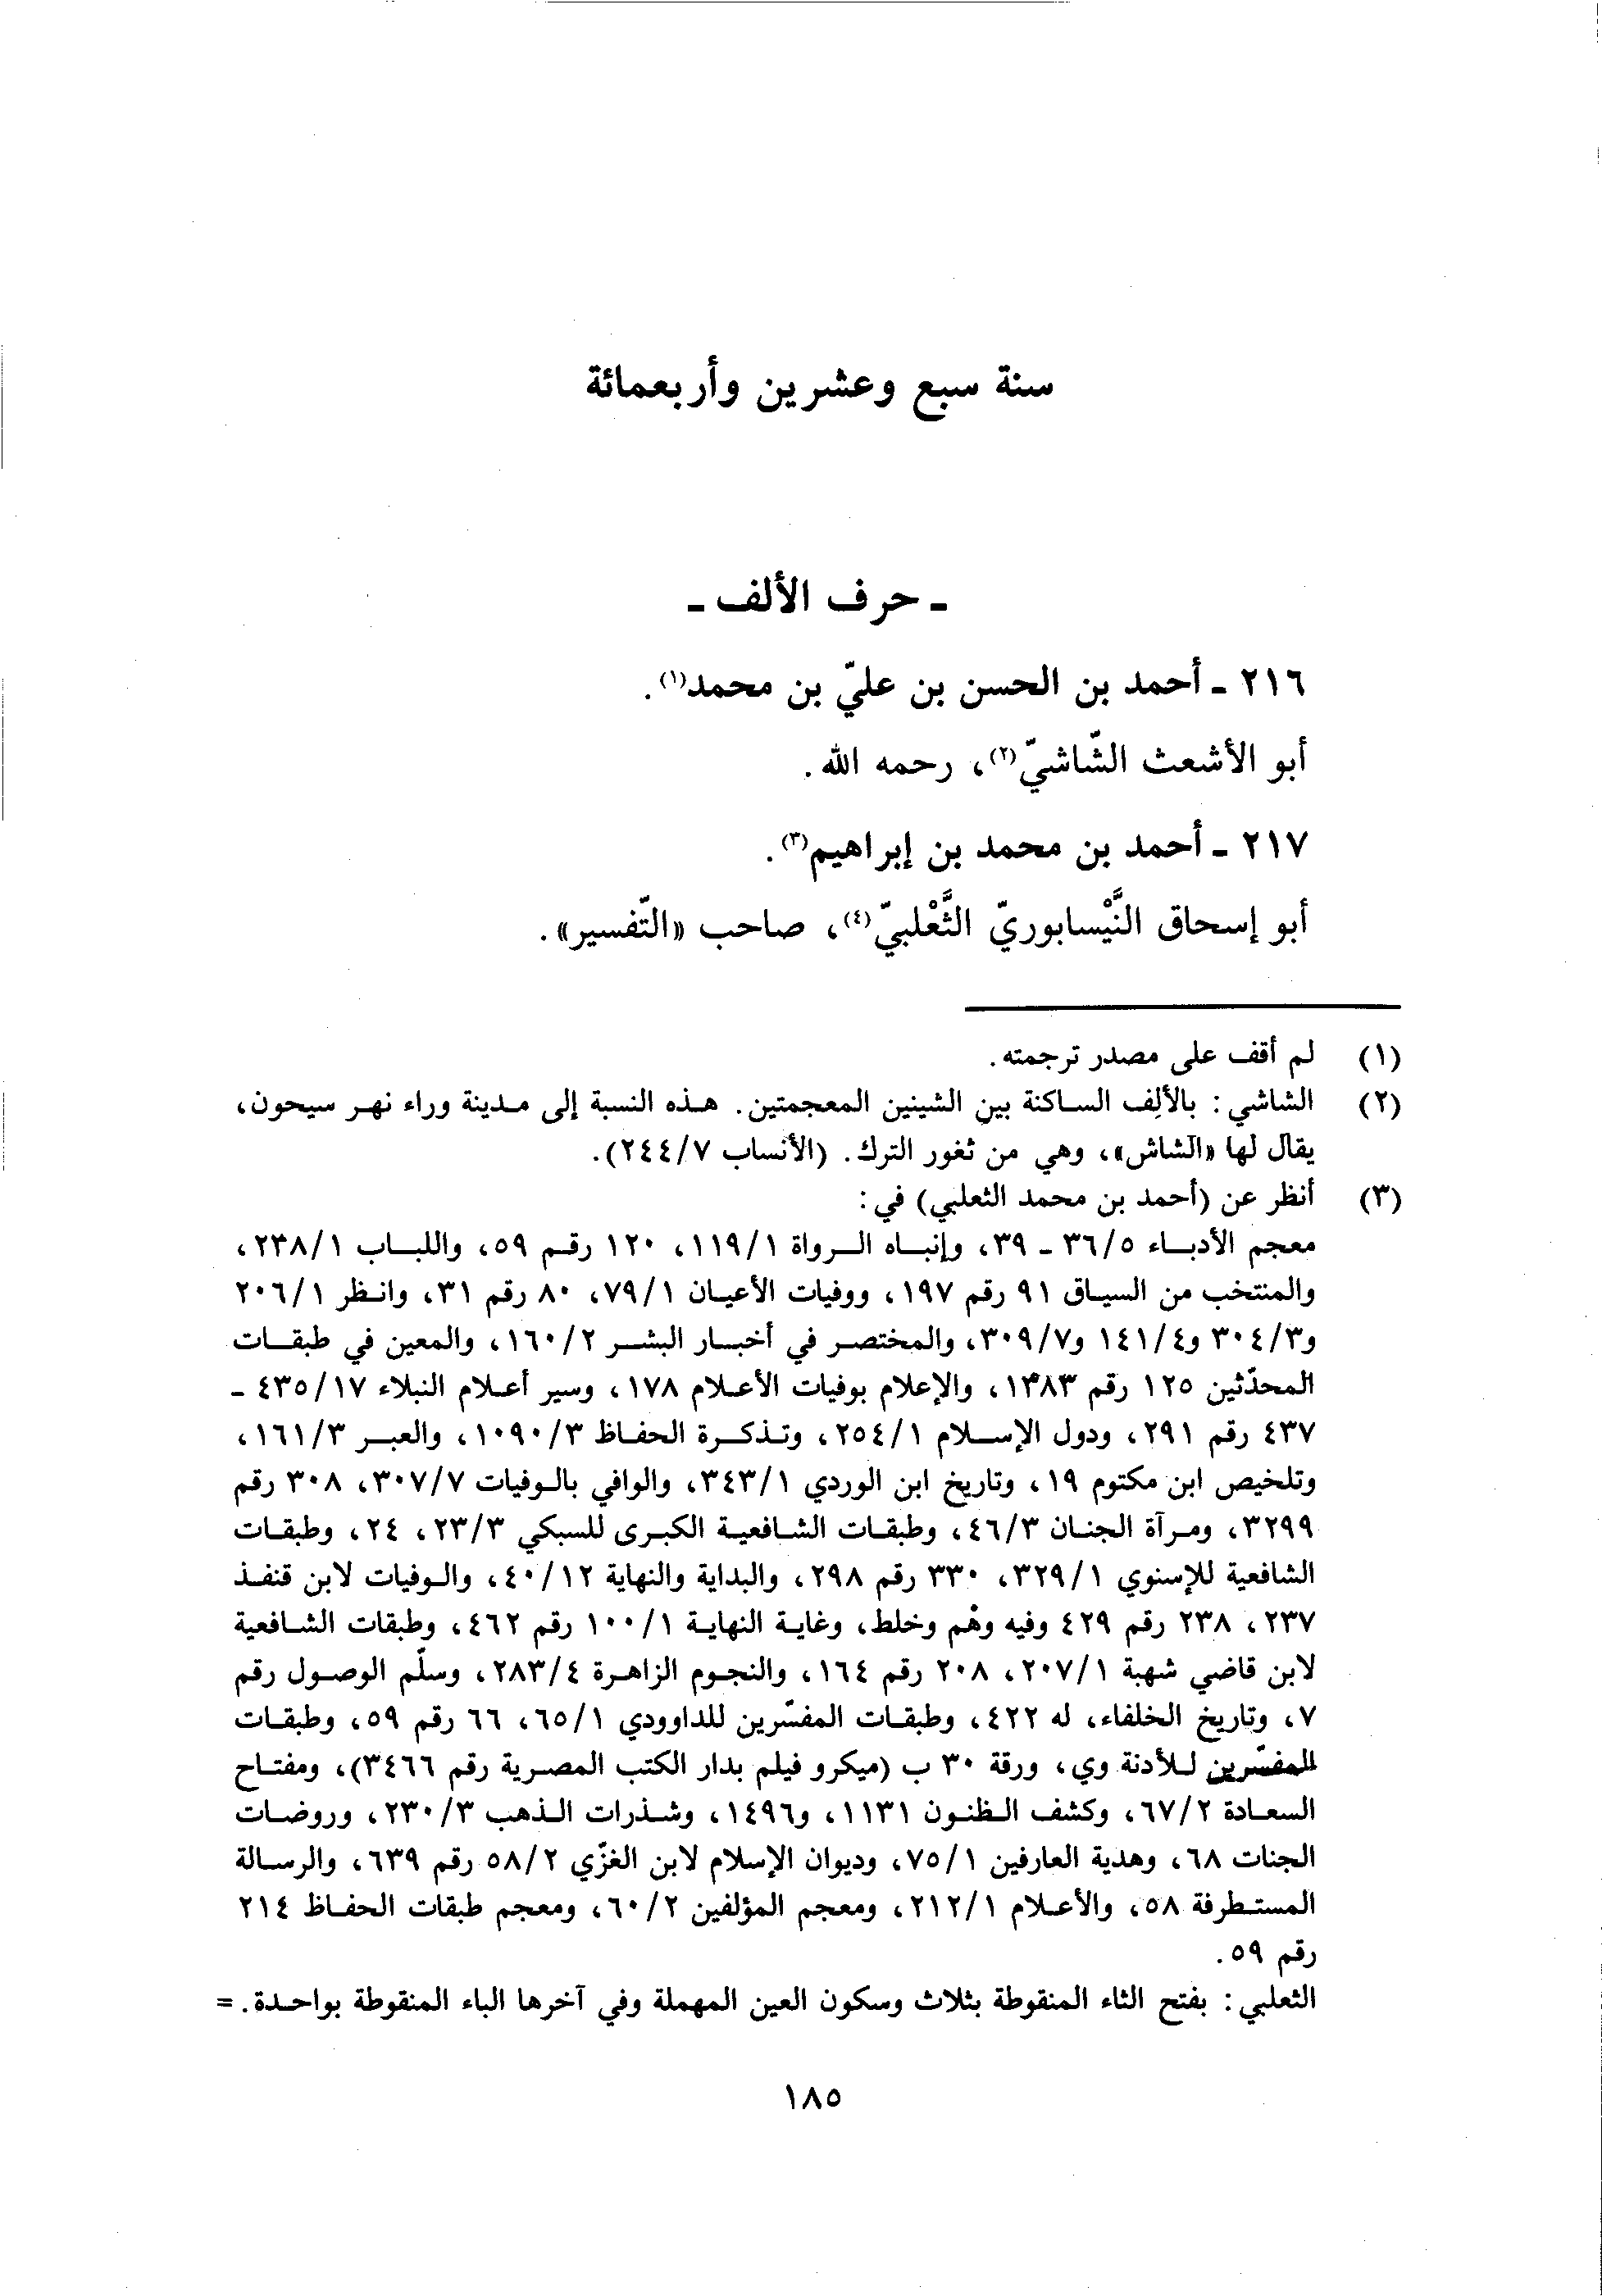 سنة سبع وعشرين وأربعمائة
ـ حرف الألف ـ
٢١٦ ـ أحمد بن الحسن بن عليّ بن محمد(١).
أبو الأشعث الشّاشيّ(٢)، رحمه الله.
٢١٧ ـ أحمد بن محمد بن إبراهيم(٣).
أبو إسحاق النَّيْسابوريّ الثَّعْلبيّ(٤)، صاحب «التّفسير».
(١) لم أقف على مصدر ترجمته.
(٢) الشاشي: بالألِف الساكنة بين الشينين المعجمتين. هذه النسبة إلى مدينة وراء نهر سيحون،
يقال لها «الشاش»، وهي من ثغور الترك. (الأنساب ٢٤٤/٧).
(٣) أنظر عن (أحمد بن محمد الثعلبي) في:
معجم الأدباء ٣٦/٥ ـ ٣٩، وإنباه الرواة ١١٩/١، ١٢٠ رقم ٥٩، واللباب ٢٣٨/١،
والمنتخب من السياق ٩١ رقم ١٩٧، ووفيات الأعيان ٧٩/١، ٨٠ رقم ٣١، وانظر ٢٠٦/١
و٣٠٤/٣ و١٤١/٤ و٣٠٩/٧، والمختصر في أخبار البشر ١٦٠/٢، والمعين في طبقات
المحدّثين ١٢٥ رقم ١٣٨٣، والإعلام بوفيات الأعلام ١٧٨، وسير أعلام النبلاء ٤٣٥/١٧ ـ
٤٣٧ رقم ٢٩١، ودول الإسلام ٢٥٤/١، وتذكرة الحفاظ ١٠٩٠/٣، والعبر ١٦١/٣،
وتلخيص ابن مكتوم ١٩، وتاريخ ابن الوردي ٣٤٣/١، والوافي بالوفيات ٣٠٧/٧، ٣٠٨ رقم
٣٢٩٩، ومرآة الجنان ٤٦/٣، وطبقات الشافعية الكبرى للسبكي ٢٣/٣، ٢٤، وطبقات
الشافعية للإسنوي ٣٢٩/١، ٣٣٠ رقم ٢٩٨، والبداية والنهاية ٤٠/١٢، والوفيات لابن قنفذ
٢٣٧، ٢٣٨ رقم ٤٢٩ وفيه وهْم وخلط، وغاية النهاية ١٠٠/١ رقم ٤٦٢، وطبقات الشافعية
لابن قاضي شهبة ٢٠٧/١، ٢٠٨ رقم ١٦٤، والنجوم الزاهرة ٢٨٣/٤، وسلّم الوصول رقم
٧، وتاريخ الخلفاء، له ٤٢٢، وطبقات المفسّرين للداوودي ٦٥/١، ٦٦ رقم ٥٩، وطبقات
المفسّرين للأدنة وي، ورقة ٣٠ ب (ميكرو فيلم بدار الكتب المصرية رقم ٣٤٦٦)، ومفتاح
السعادة ٦٧/٢، وكشف الظنون ١١٣١، و١٤٩٦، وشذرات الذهب ٢٣٠/٣، وروضات
الجنات ٦٨، وهدية العارفين ٧٥/١، وديوان الإسلام لابن الغزّي ٥٨/٢ رقم ٦٣٩، والرسالة
المستطرفة ٥٨، والأعلام ٢١٢/١، ومعجم المؤلفين ٦٠/٢، ومعجم طبقات الحفاظ ٢١٤
رقم ٥٩.
الثعلبي: بفتح الثاء المنقوطة بثلاث وسكون العين المهملة وفي آخرها الباء المنقوطة بواحدة. =
١٨٥